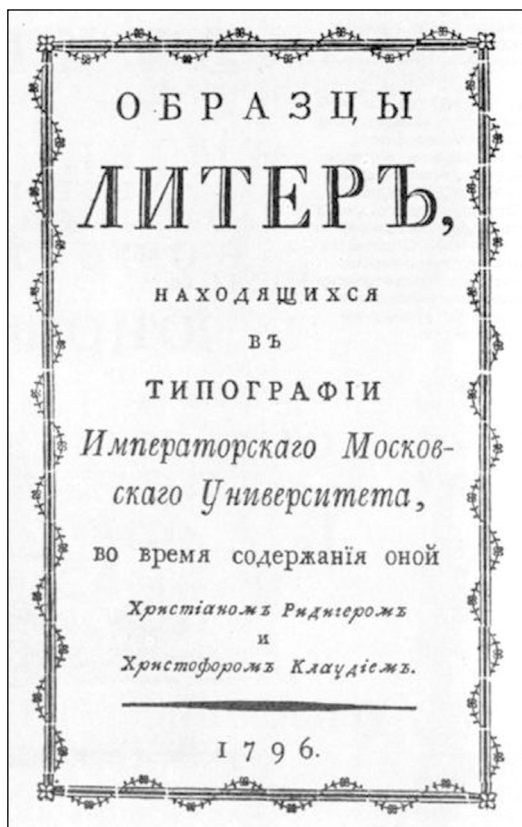 ОБРАЗЦЫ
ЛИТЕРЪ,
НАХОДЯЩИХСЯ
ВЪ
ТИПОГРАФІИ
Императорскаго Москов-
скаго Университета,
во время содержанія оной
Христіаномъ Ридигеромъ
и
Христофоромъ Клаудіемъ.
1796.